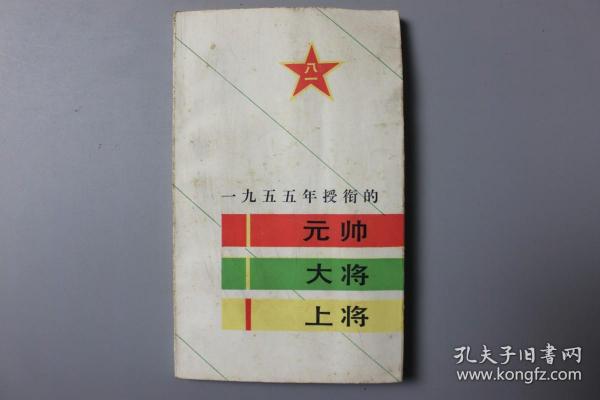 八一
一九五五年授衔的
元帅
大将
上将
孔夫子旧书网
www.kongfz.com